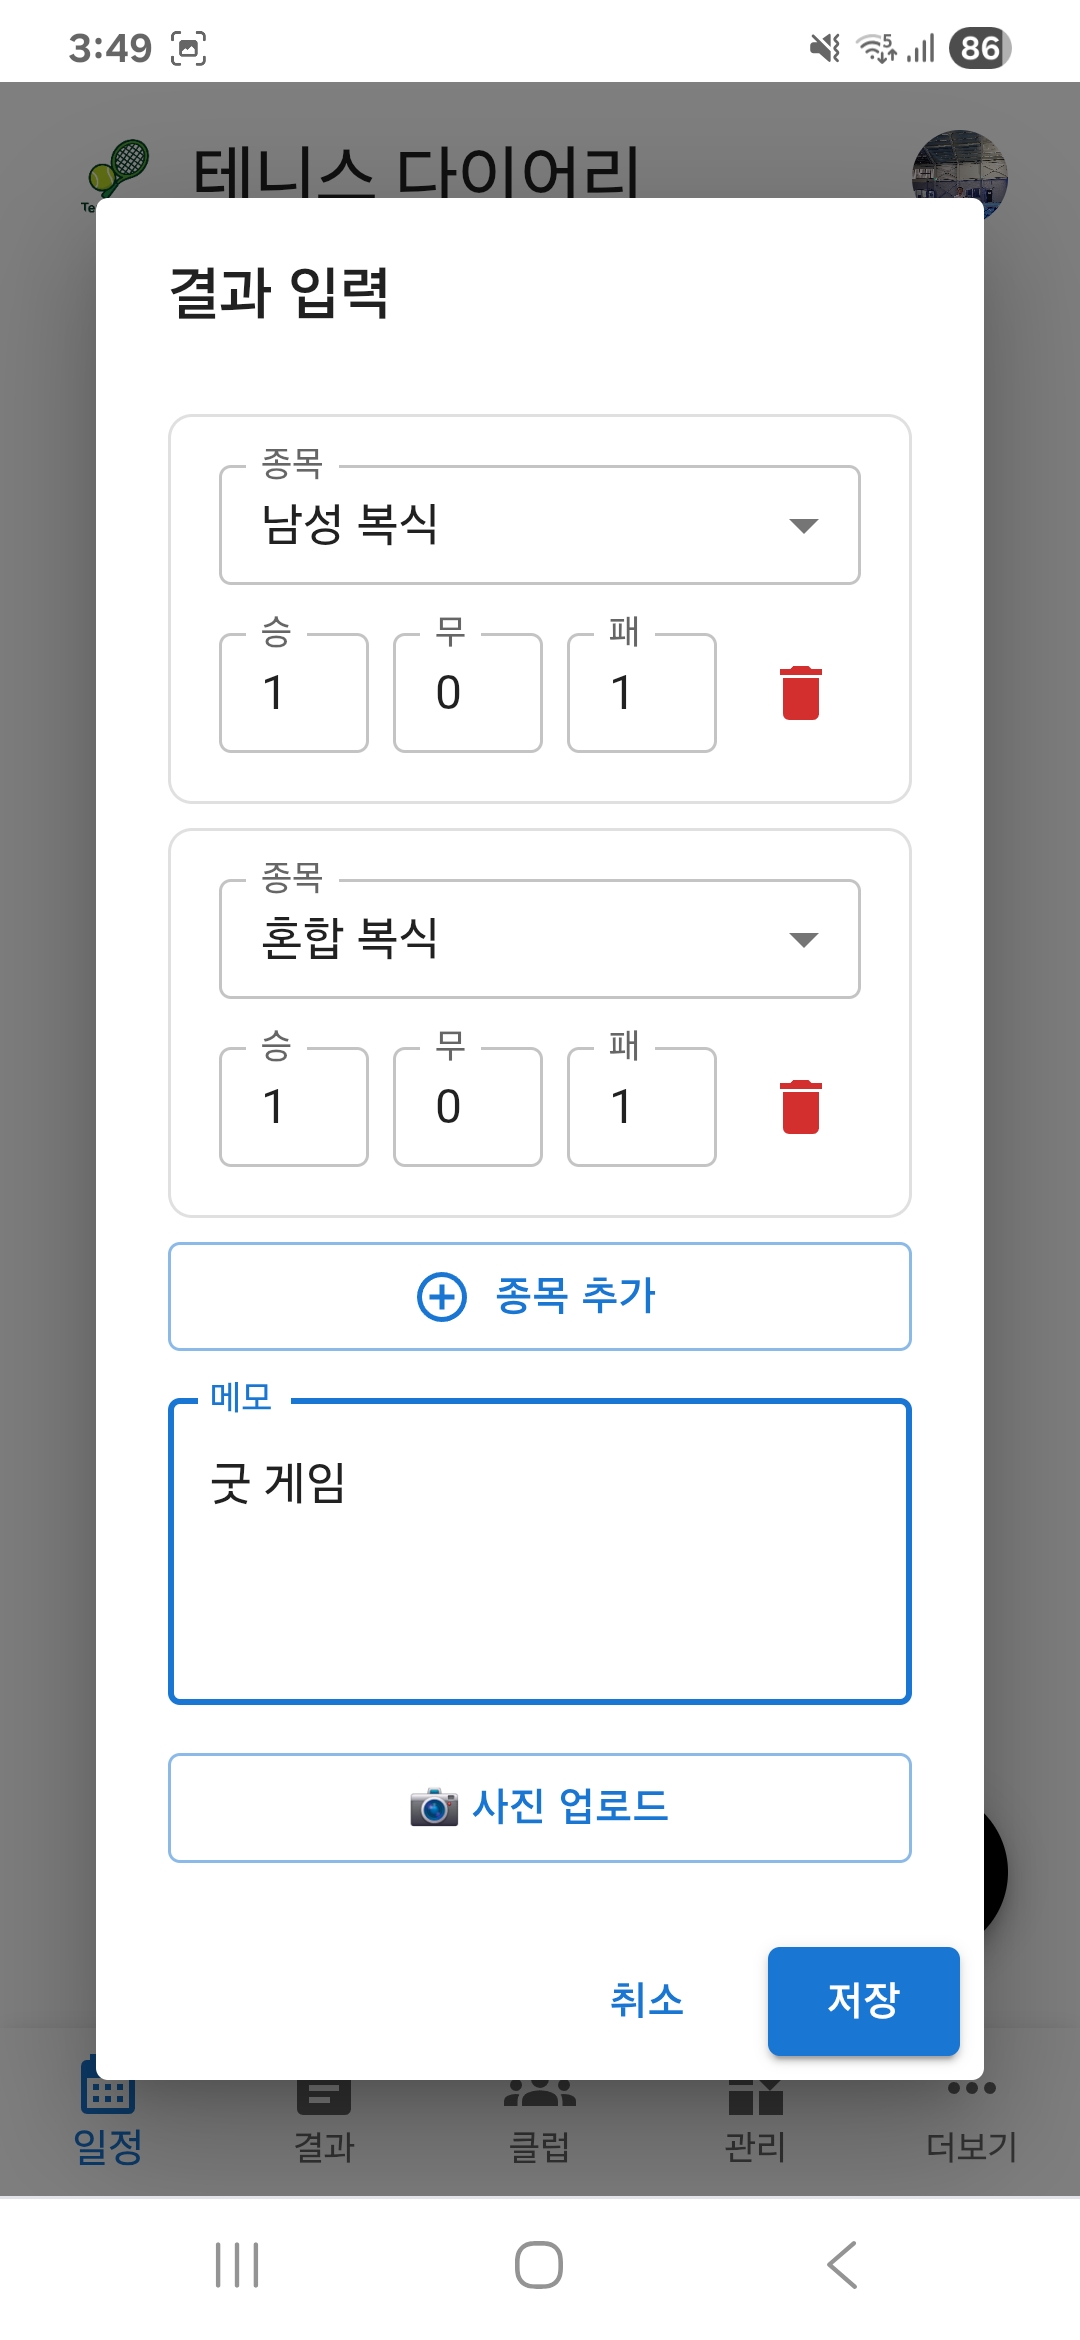 3:49
5
86
테니스 다이어리
Te
결과 입력
종목
남성 복식
승 무 패
1 0 1
종목
혼합 복식
승 무 패
1 0 1
종목 추가
메모
굿 게임
사진 업로드
취소 저장
일정 결과 클럽 관리 더보기